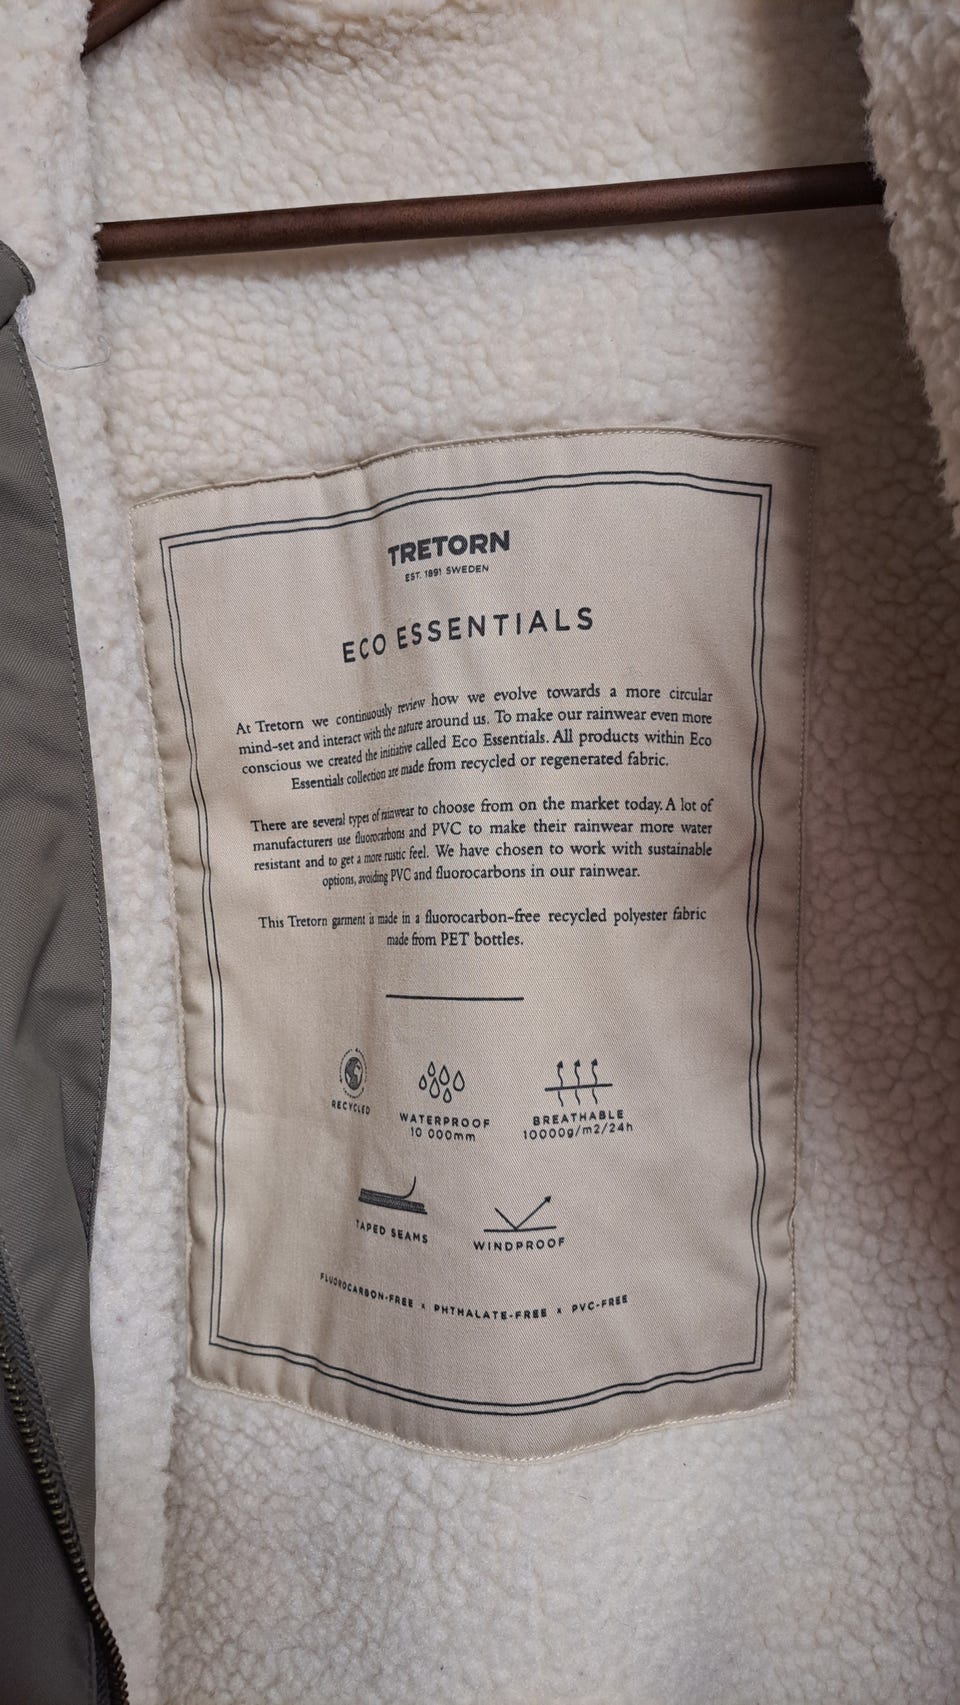 TRETORN
EST. 1891 SWEDEN
ECO ESSENTIALS
At Tretorn we continuously review how we evolve towards a more circular
mind-set and interact with the nature around us. To make our rainwear even more
conscious we created the initiative called Eco Essentials. All products within Eco
Essentials collection are made from recycled or regenerated fabric.
There are several types of rainwear to choose from on the market today. A lot of
manufacturers use fluorocarbons and PVC to make their rainwear more water
resistant and to get a more rustic feel. We have chosen to work with sustainable
options, avoiding PVC and fluorocarbons in our rainwear.
This Tretorn garment is made in a fluorocarbon-free recycled polyester fabric
made from PET bottles.
RECYCLED
WATERPROOF
10 000mm
BREATHABLE
10000g/m2/24h
TAPED SEAMS
WINDPROOF
FLUOROCARBON-FREE x PHTHALATE-FREE x PVC-FREE